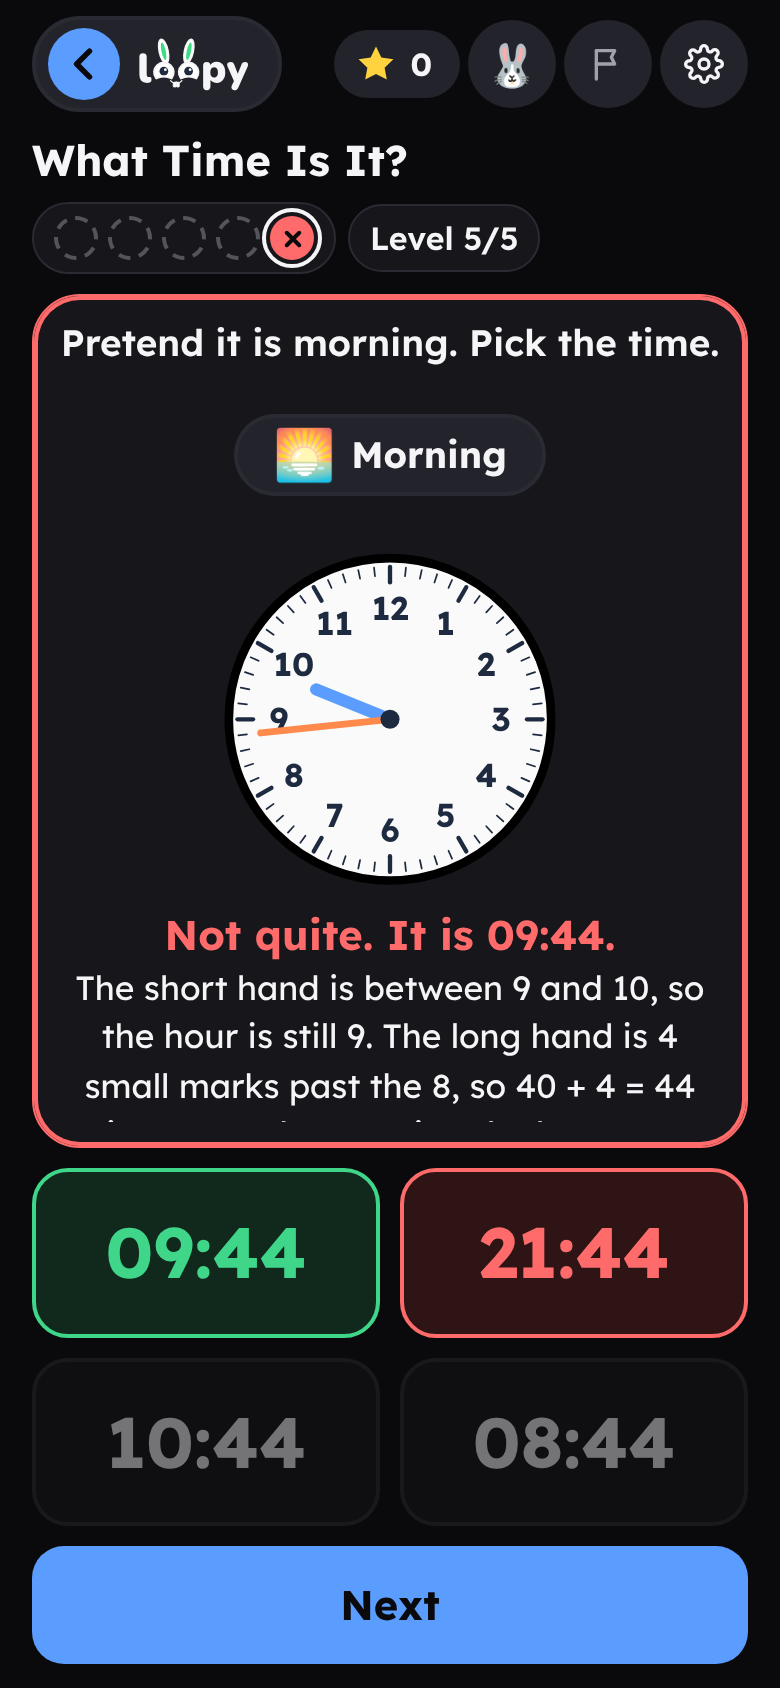 loopy
0
What Time Is It?
Level 5/5
Pretend it is morning. Pick the time.
Morning
12
11
1
10
2
9
3
8
4
7
5
6
Not quite. It is 09:44.
The short hand is between 9 and 10, so
the hour is still 9. The long hand is 4
small marks past the 8, so 40 + 4 = 44
09:44
21:44
10:44
08:44
Next